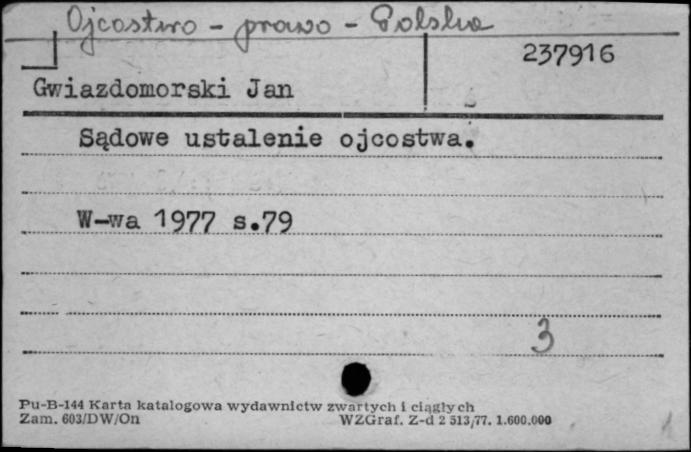 Ojcostwo - prawo - Polska
237916
Gwiazdomorski Jan
Sądowe ustalenie ojcostwa.
W-wa 1977 s.79
3
Pu-B-144 Karta katalogowa wydawnictw zwartych i ciągłych
Zam. 603/DW/On WZGraf. Z-d 2 513/77. 1.600.000
1